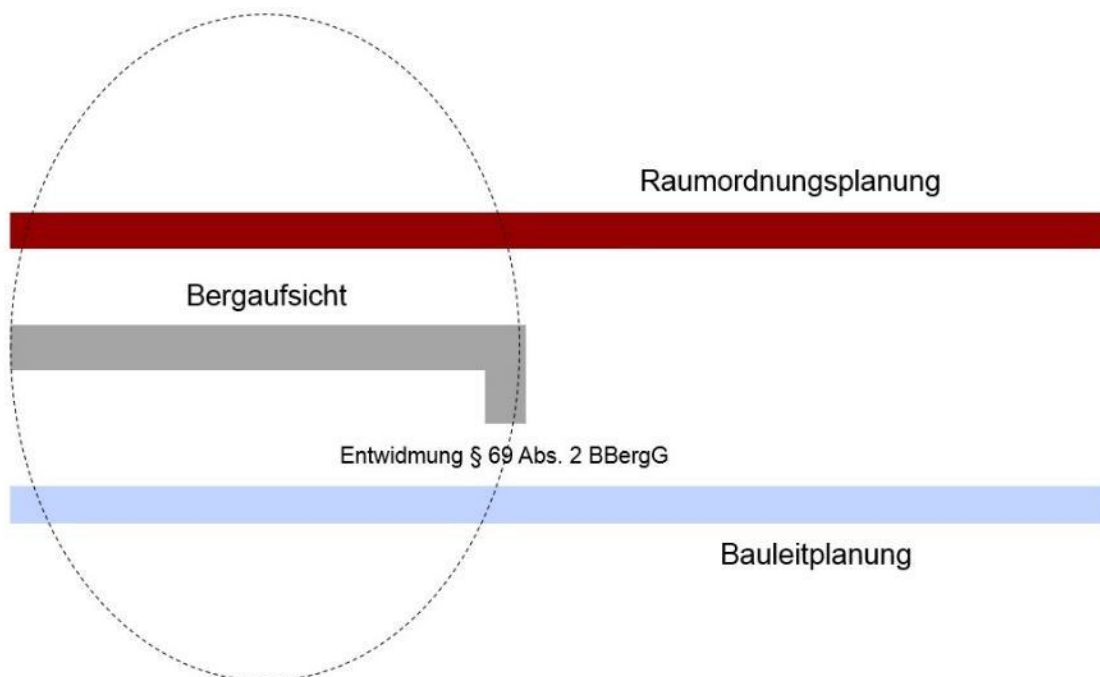 Raumordnungsplanung
Bergaufsicht
Entwidmung § 69 Abs. 2 BBergG
Bauleitplanung